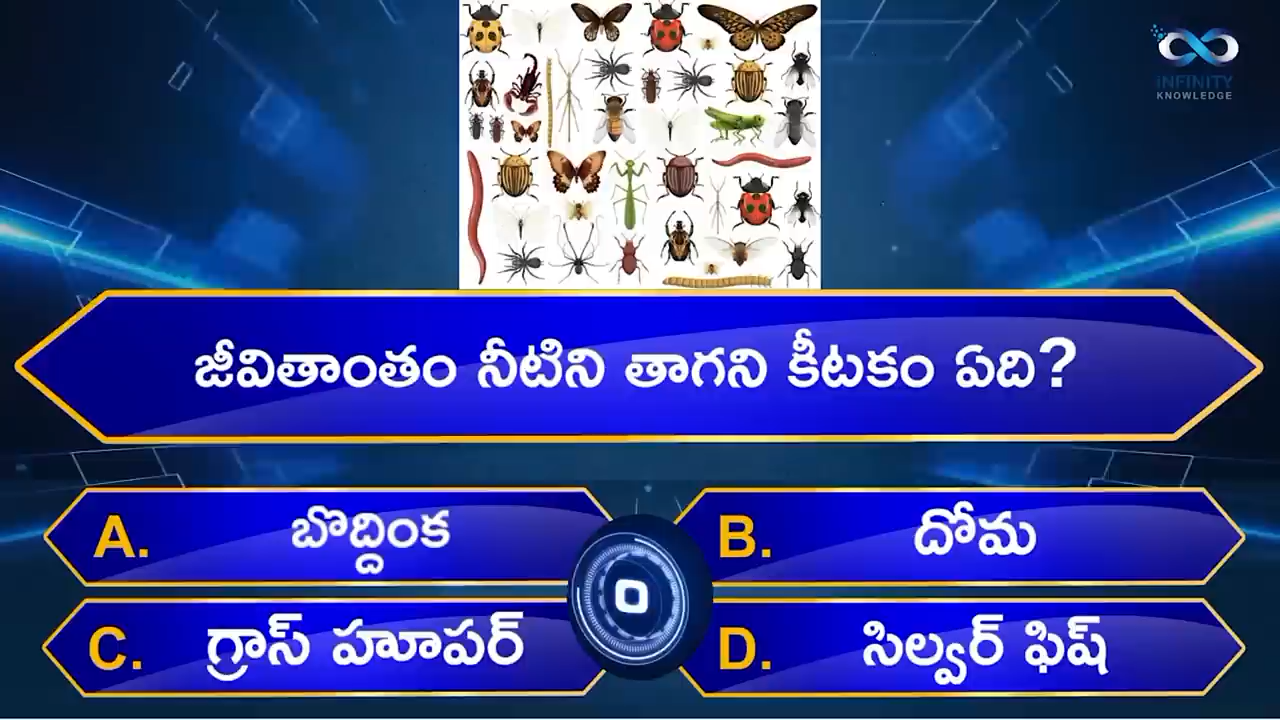 INFINITY
KNOWLEDGE
జీవితాంతం నీటిని తాగని కీటకం ఏది?
A. బొద్దింక
B. దోమ
C. గ్రాస్ హూపర్
D. సిల్వర్ ఫిష్